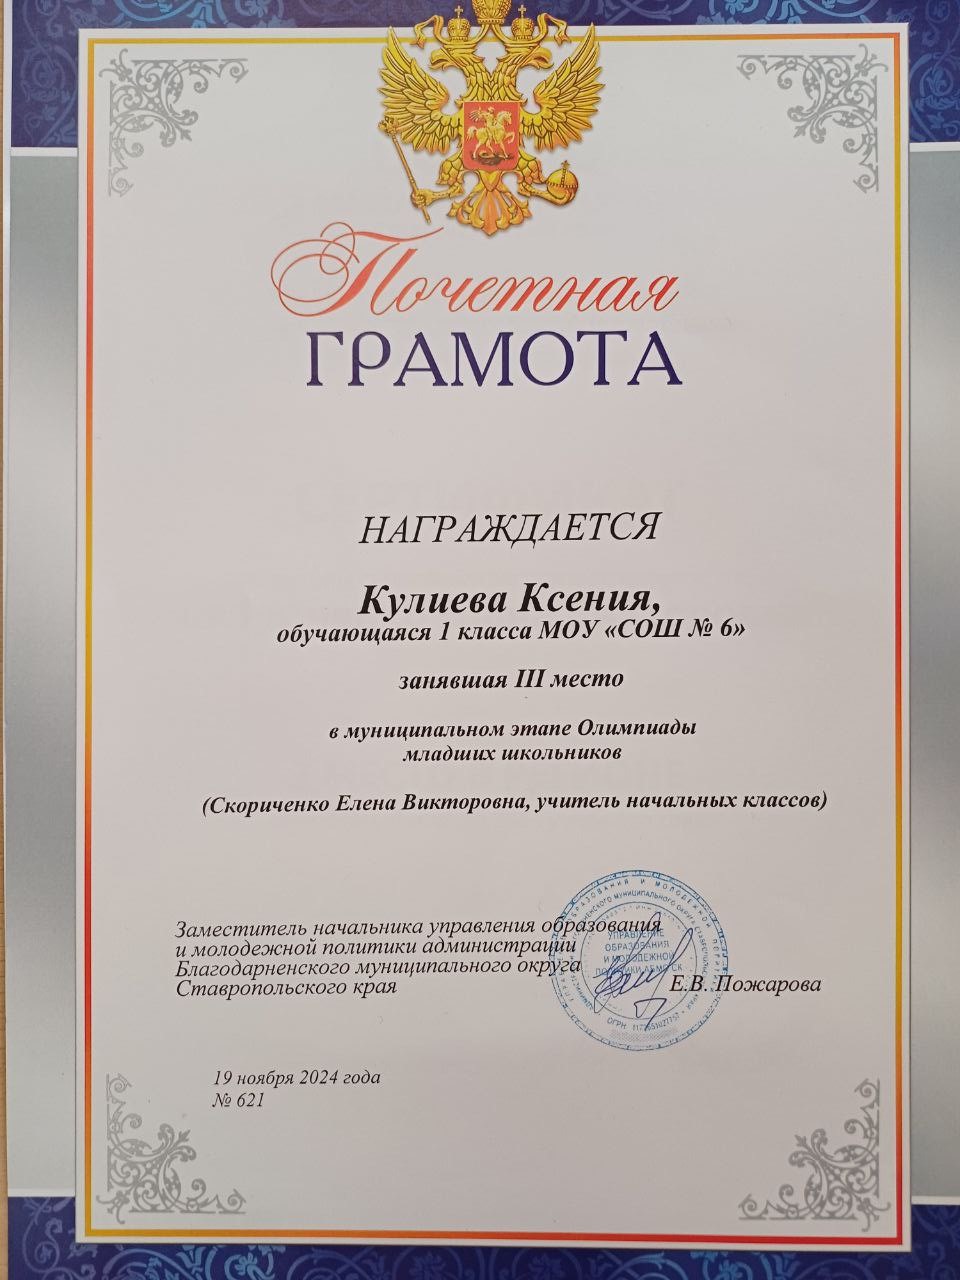 Почетная
ГРАМОТА
НАГРАЖДАЕТСЯ
Кулиева Ксения,
обучающаяся 1 класса МОУ «СОШ № 6»
занявшая III место
в муниципальном этапе Олимпиады
младших школьников
(Скориченко Елена Викторовна, учитель начальных классов)
Заместитель начальника управления образования
и молодежной политики администрации
Благодарненского муниципального округа
Ставропольского края
Е.В. Пожарова
УПРАВЛЕНИЕ
ОБРАЗОВАНИЯ
И МОЛОДЕЖНОЙ
19 ноября 2024 года
№ 621